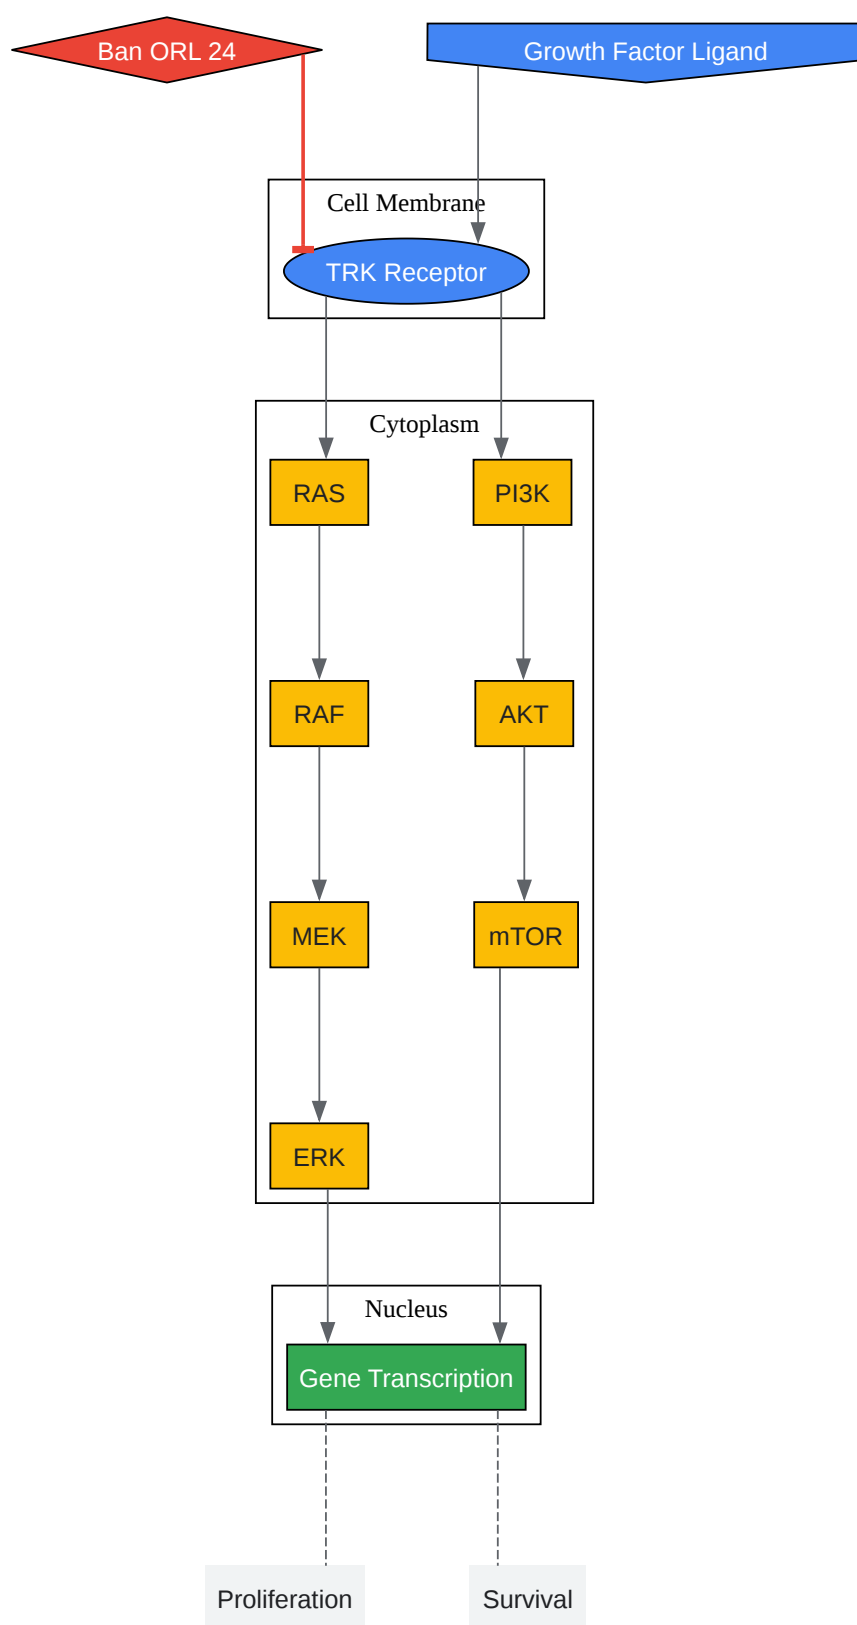 Ban ORL 24
Growth Factor Ligand
Cell Membrane
TRK Receptor
Cytoplasm
RAS
PI3K
RAF
AKT
MEK
mTOR
ERK
Nucleus
Gene Transcription
Proliferation
Survival